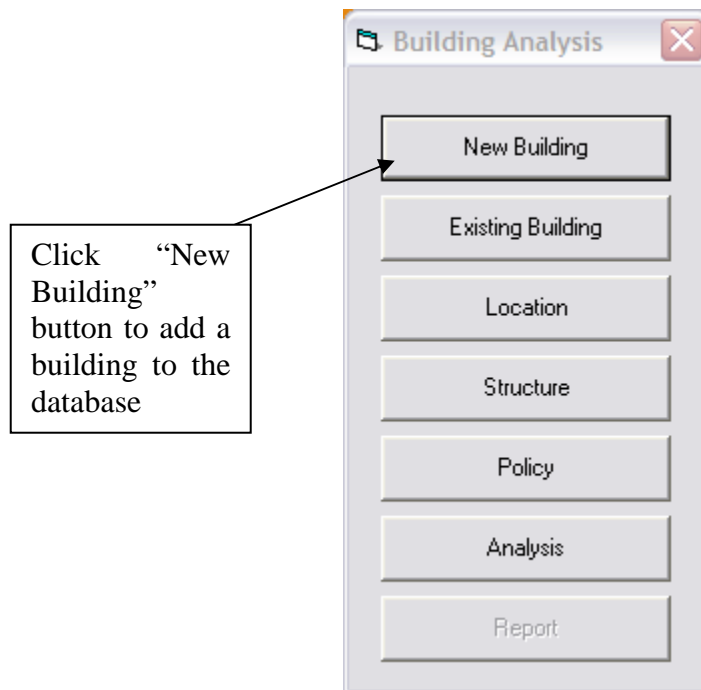 Building Analysis
New Building
Existing Building
Location
Structure
Policy
Analysis
Report
Click “New
Building”
button to add a
building to the
database